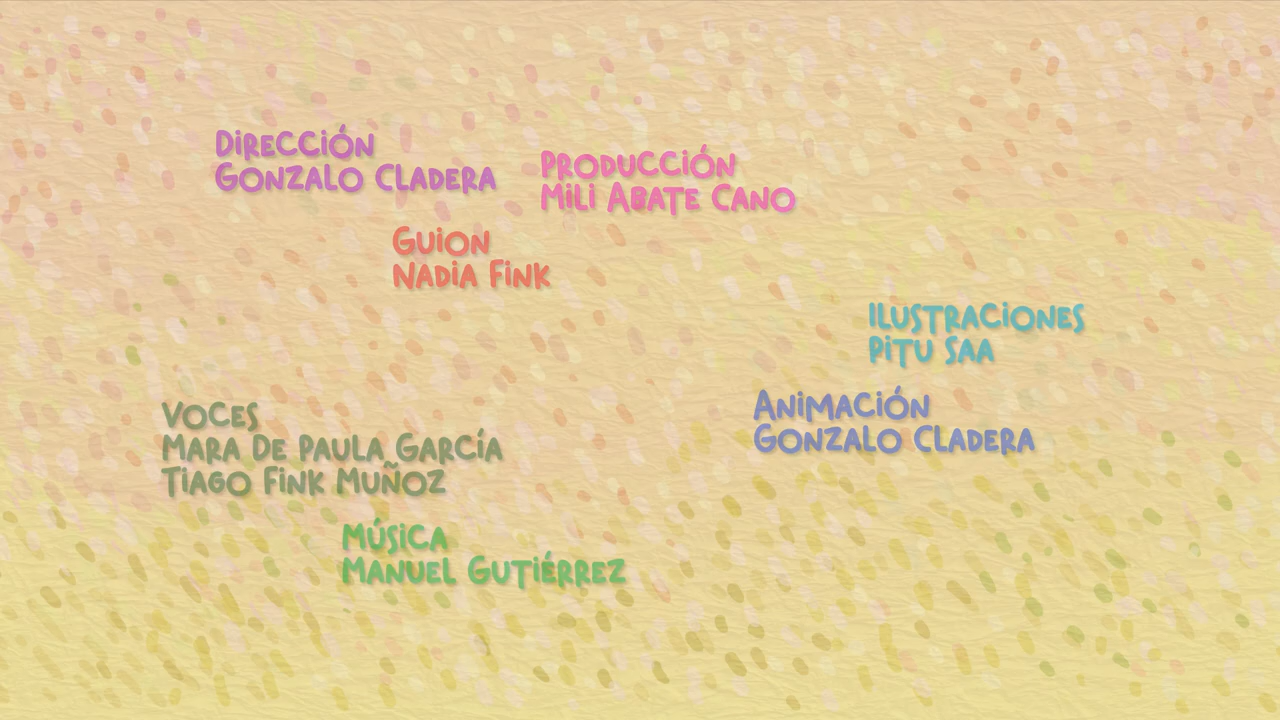 Dirección
Gonzalo Cladera
Producción
Mili Abate Cano
Guion
Nadia Fink
Ilustraciones
Pitu Saa
Animación
Gonzalo Cladera
Voces
Mara De Paula García
Tiago Fink Muñoz
Música
Manuel Gutiérrez